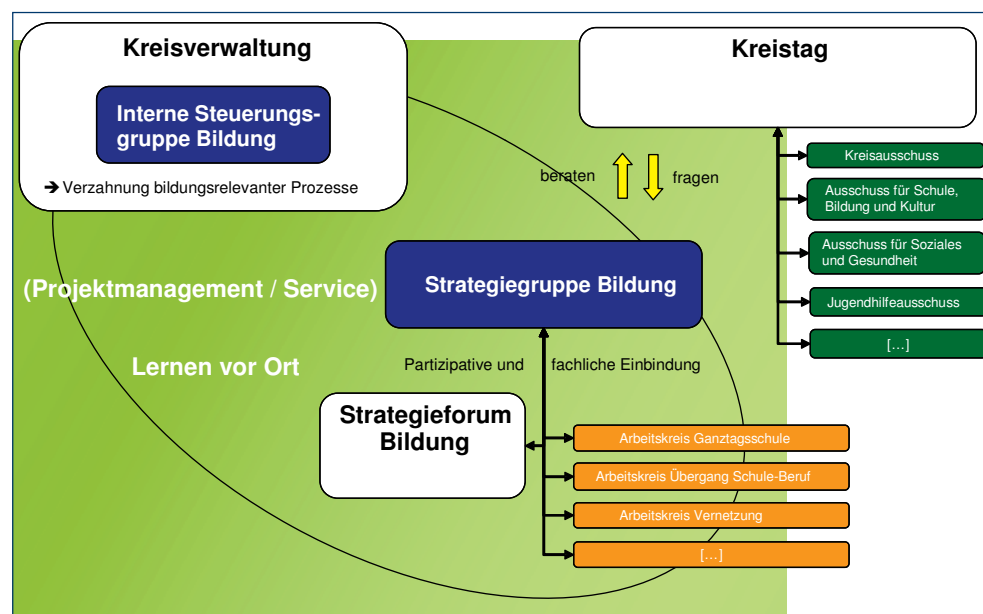 Kreisverwaltung
Interne Steuerungs-
gruppe Bildung
➔ Verzahnung bildungsrelevanter Prozesse
Kreistag
beraten
fragen
Kreisausschuss
Ausschuss für Schule,
Bildung und Kultur
Ausschuss für Soziales
und Gesundheit
Jugendhilfeausschuss
[…]
(Projektmanagement / Service)
Strategiegruppe Bildung
Lernen vor Ort
Partizipative und
fachliche Einbindung
Strategieforum
Bildung
Arbeitskreis Ganztagsschule
Arbeitskreis Übergang Schule-Beruf
Arbeitskreis Vernetzung
[…]